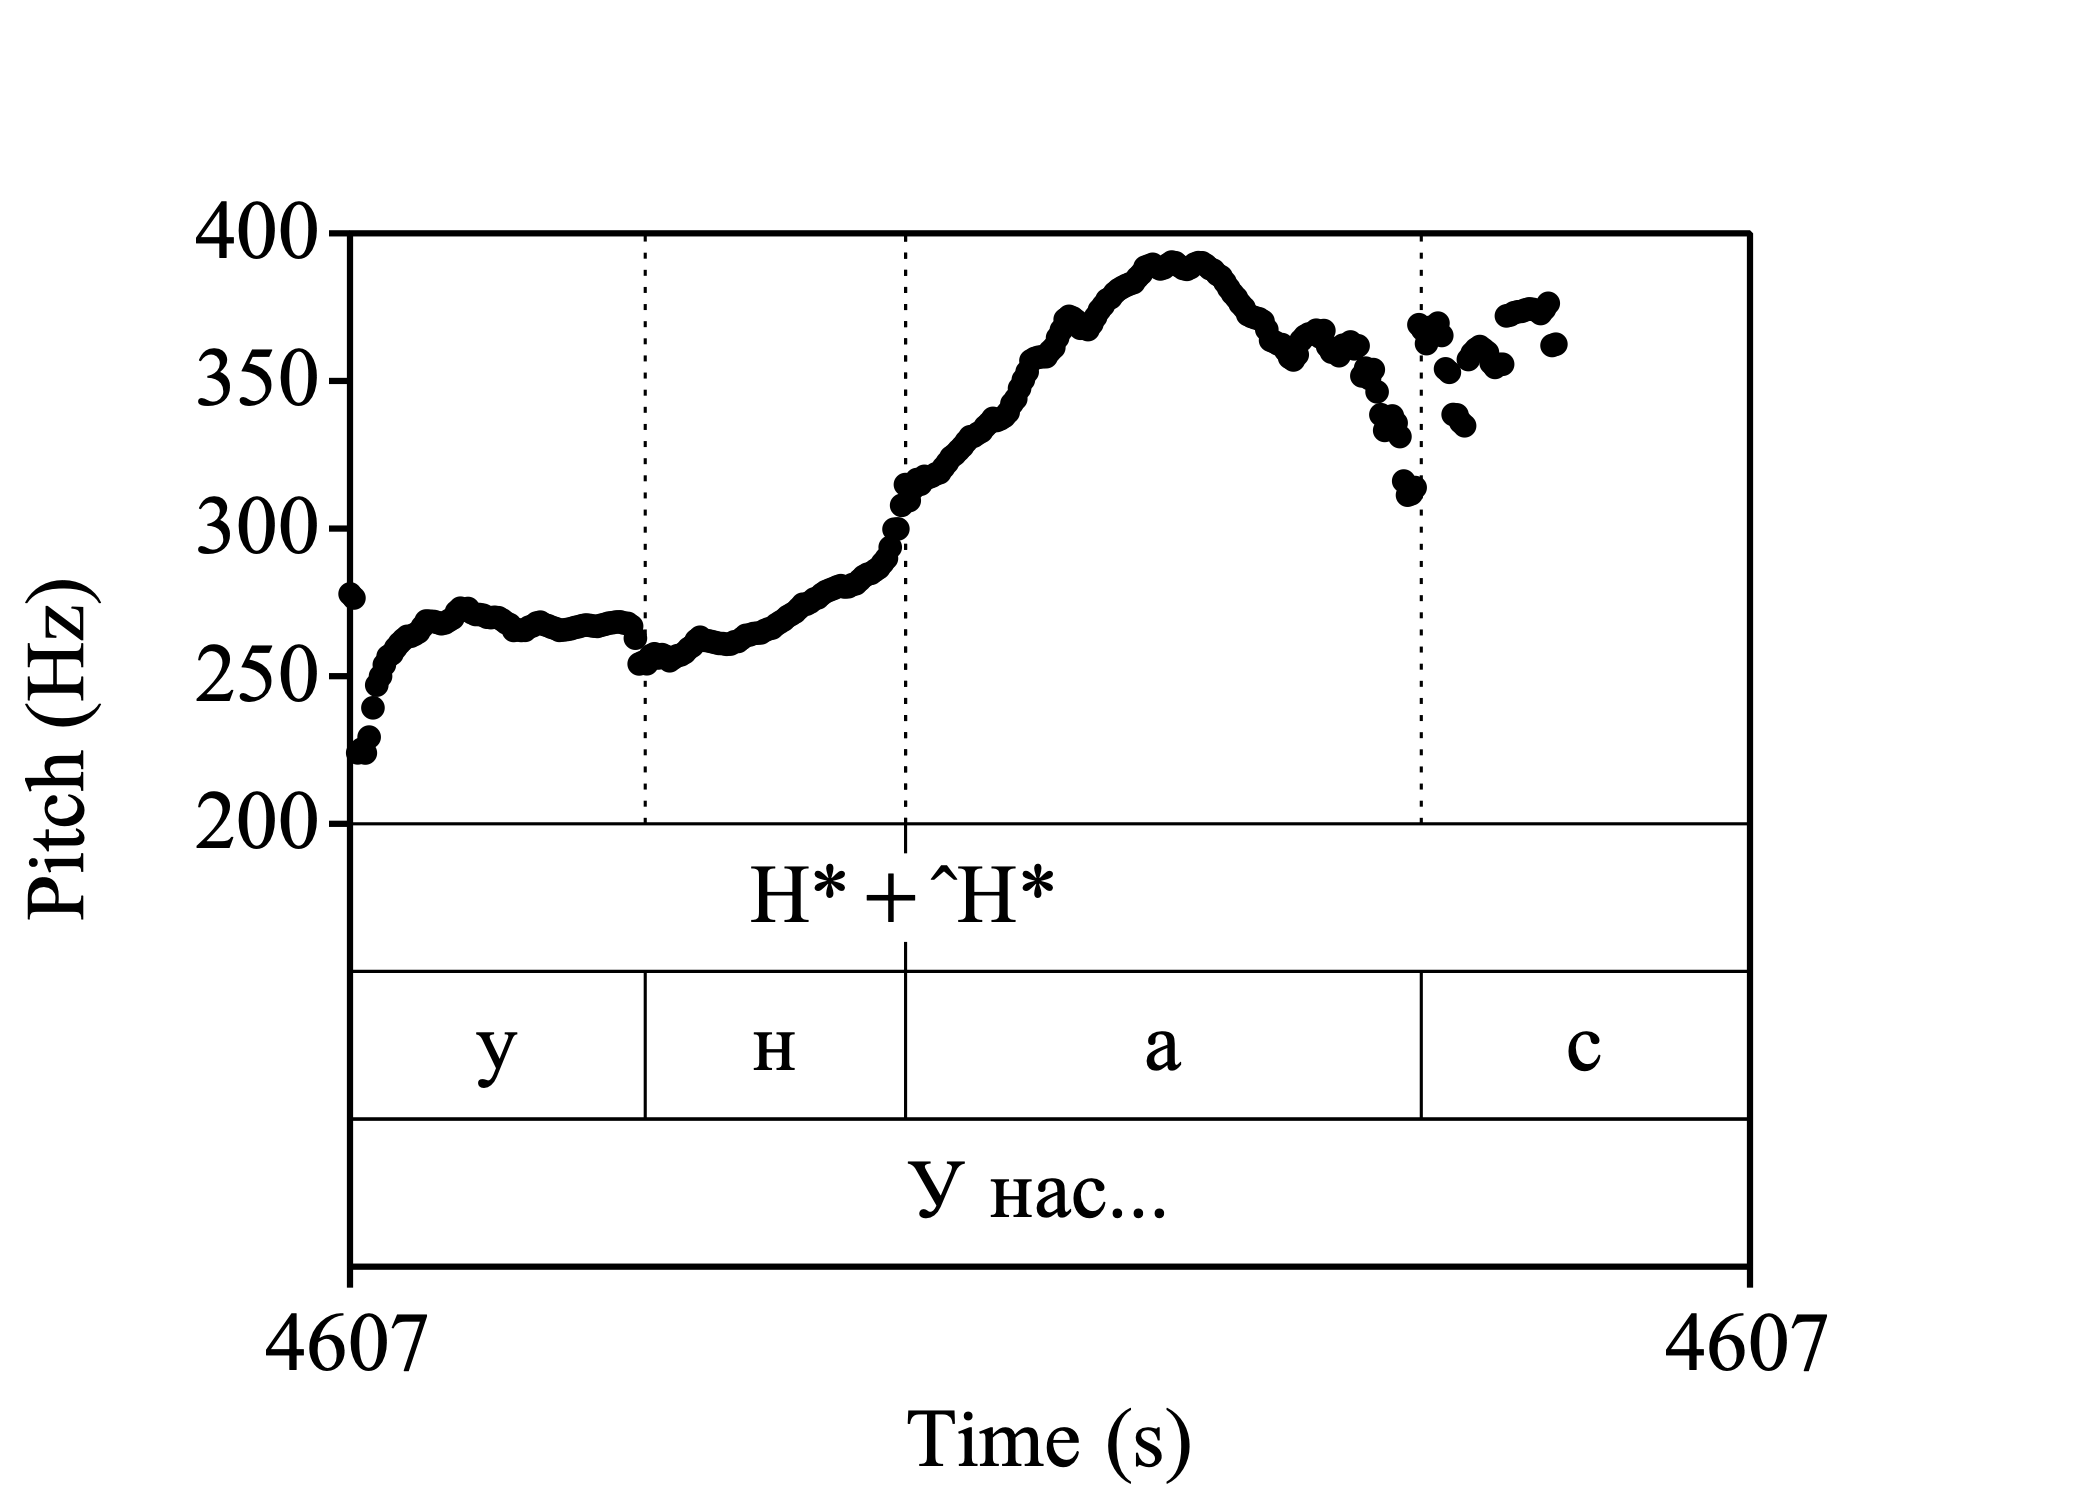 400
350
300
250
200
Pitch (Hz)
H* + ^H*
у н а с
У нас...
4607 4607
Time (s)